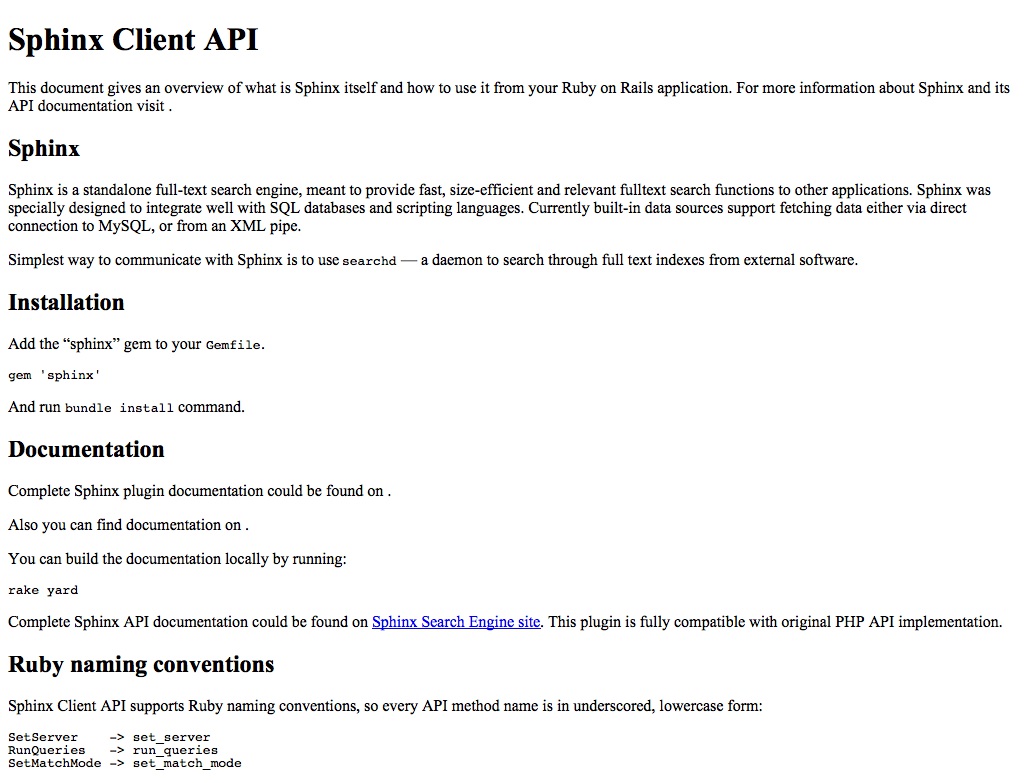 Sphinx Client API
This document gives an overview of what is Sphinx itself and how to use it from your Ruby on Rails application. For more information about Sphinx and its
API documentation visit .
Sphinx
Sphinx is a standalone full-text search engine, meant to provide fast, size-efficient and relevant fulltext search functions to other applications. Sphinx was
specially designed to integrate well with SQL databases and scripting languages. Currently built-in data sources support fetching data either via direct
connection to MySQL, or from an XML pipe.
Simplest way to communicate with Sphinx is to use searchd — a daemon to search through full text indexes from external software.
Installation
Add the “sphinx” gem to your Gemfile.
gem 'sphinx'
And run bundle install command.
Documentation
Complete Sphinx plugin documentation could be found on .
Also you can find documentation on .
You can build the documentation locally by running:
rake yard
Complete Sphinx API documentation could be found on Sphinx Search Engine site. This plugin is fully compatible with original PHP API implementation.
Ruby naming conventions
Sphinx Client API supports Ruby naming conventions, so every API method name is in underscored, lowercase form:
SetServer    -> set_server
RunQueries   -> run_queries
SetMatchMode -> set_match_mode